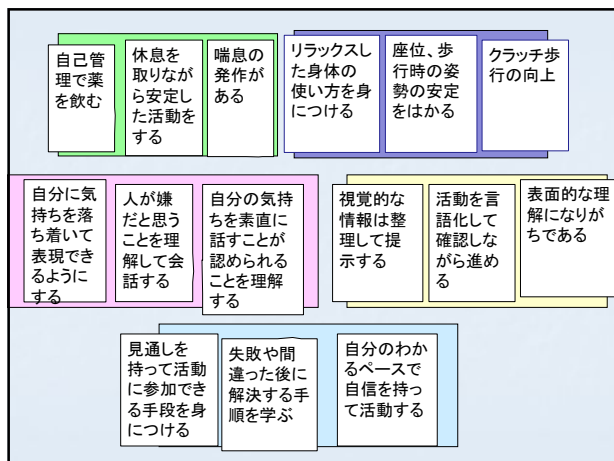 自己管
理で薬
を飲む
休息を
取りなが
ら安定し
た活動を
する
喘息の
発作が
ある
リラックスし
た身体の
使い方を身
につける
座位、歩
行時の姿
勢の安定
をはかる
クラッチ歩
行の向上
自分に気
持ちを落
ち着いて
表現でき
るように
する
人が嫌
だと思う
ことを理
解して会
話する
自分の気持
ちを素直に
話すことが
認められる
ことを理解
する
視覚的な
情報は整
理して提
示する
活動を言
語化して
確認しな
がら進め
る
表面的な理
解になりが
ちである
見通しを
持って活動
に参加でき
る手段を身
につける
失敗や間
違った後に
解決する手
順を学ぶ
自分のわか
るペースで
自信を持っ
て活動する